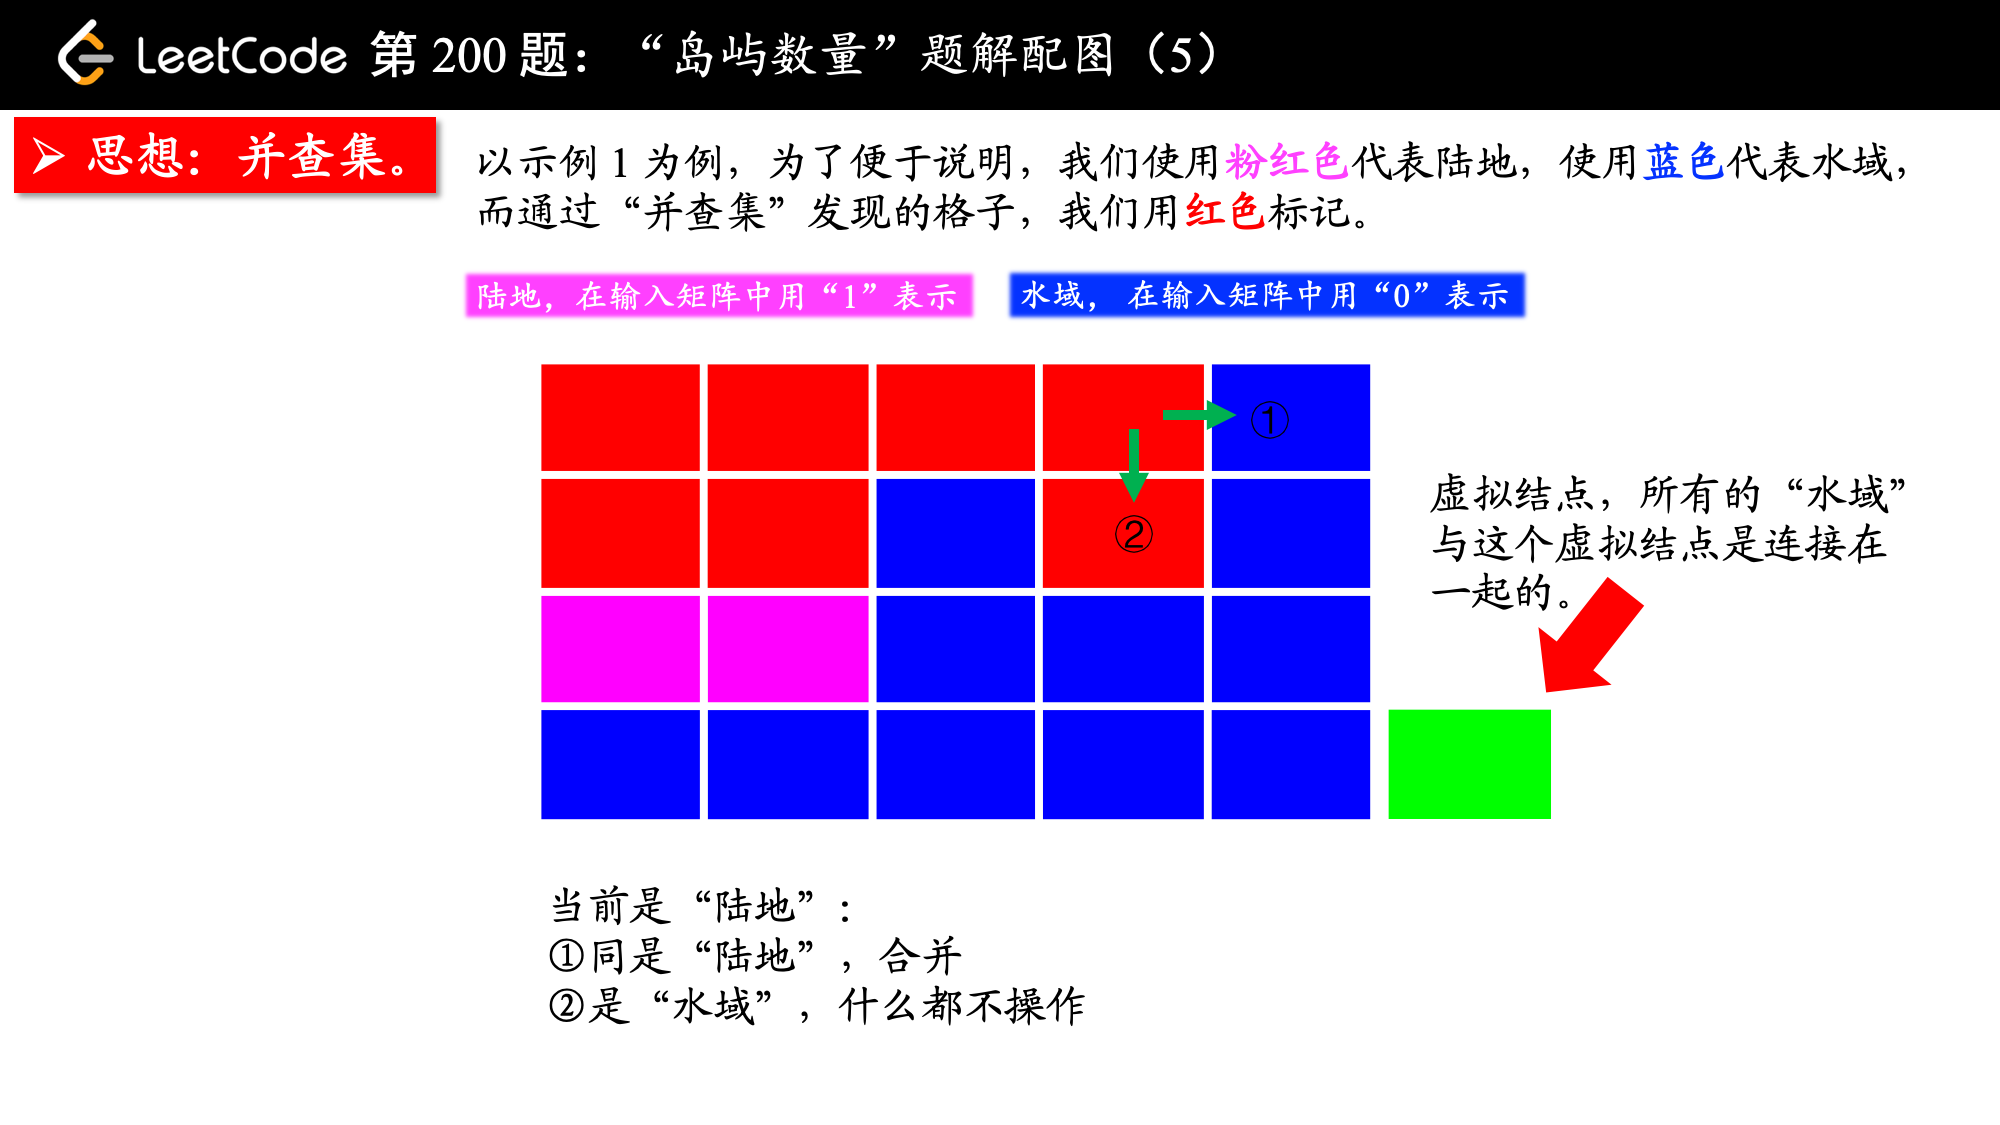 LeetCode 第 200 题：“岛屿数量”题解配图（5）
➢ 思想：并查集。
以示例 1 为例，为了便于说明，我们使用粉红色代表陆地，使用蓝色代表水域，
而通过“并查集”发现的格子，我们用红色标记。
陆地，在输入矩阵中用“1”表示
水域， 在输入矩阵中用“0”表示
①
②
虚拟结点，所有的“水域”
与这个虚拟结点是连接在
一起的。
当前是“陆地”：
①同是“陆地”，合并
②是“水域”，什么都不操作